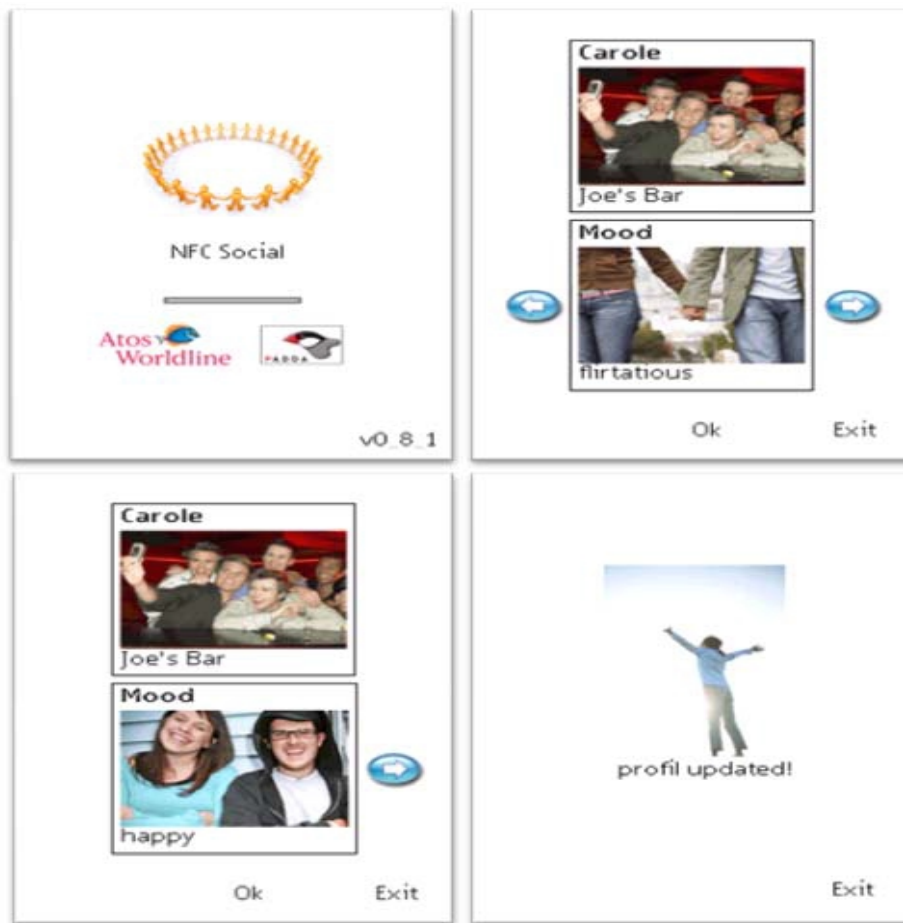 NFC Social
Atos
Worldline
PADDA
v0_8_1
Carole
Joe's Bar
Mood
flirtatious
Ok
Exit
Carole
Joe's Bar
Mood
happy
Ok
Exit
profil updated!
Exit